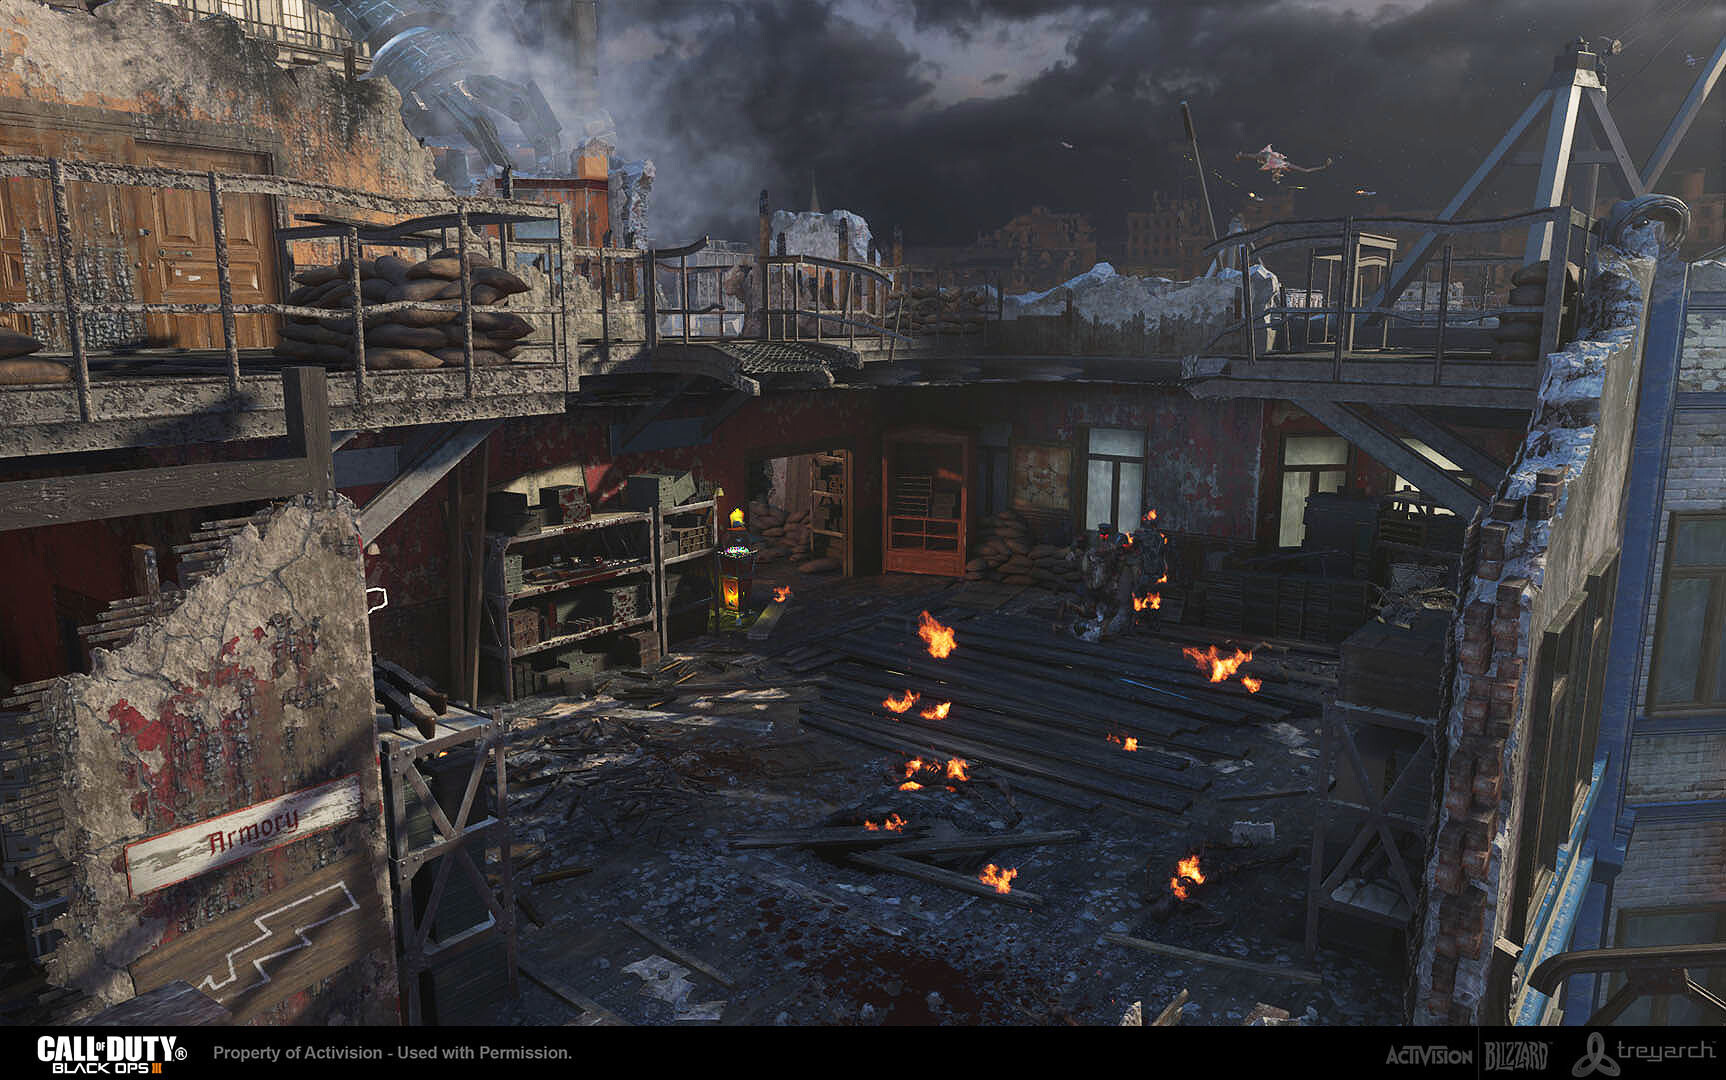 Armory
CALL OF DUTY®
BLACK OPS III
Property of Activision - Used with Permission.
ACTIVISION
BLIZZARD
treyarch